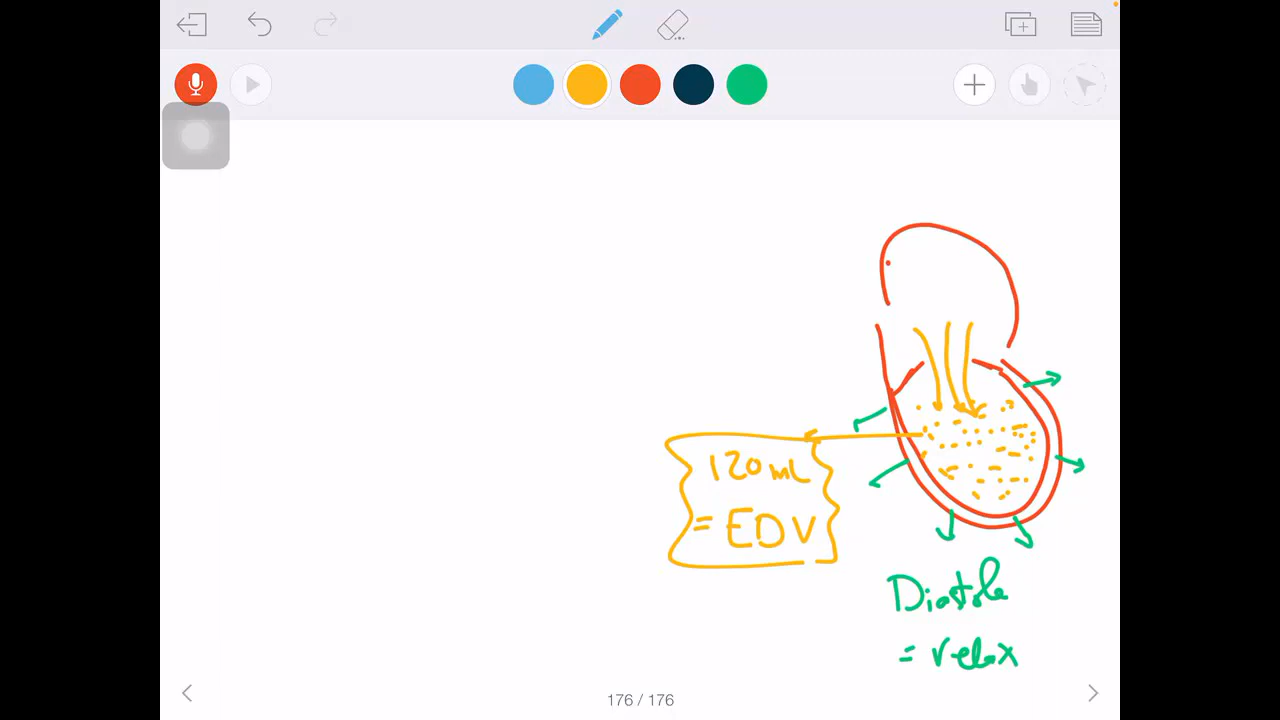 120 mL
= EDV
Diastole
= relax
176 / 176